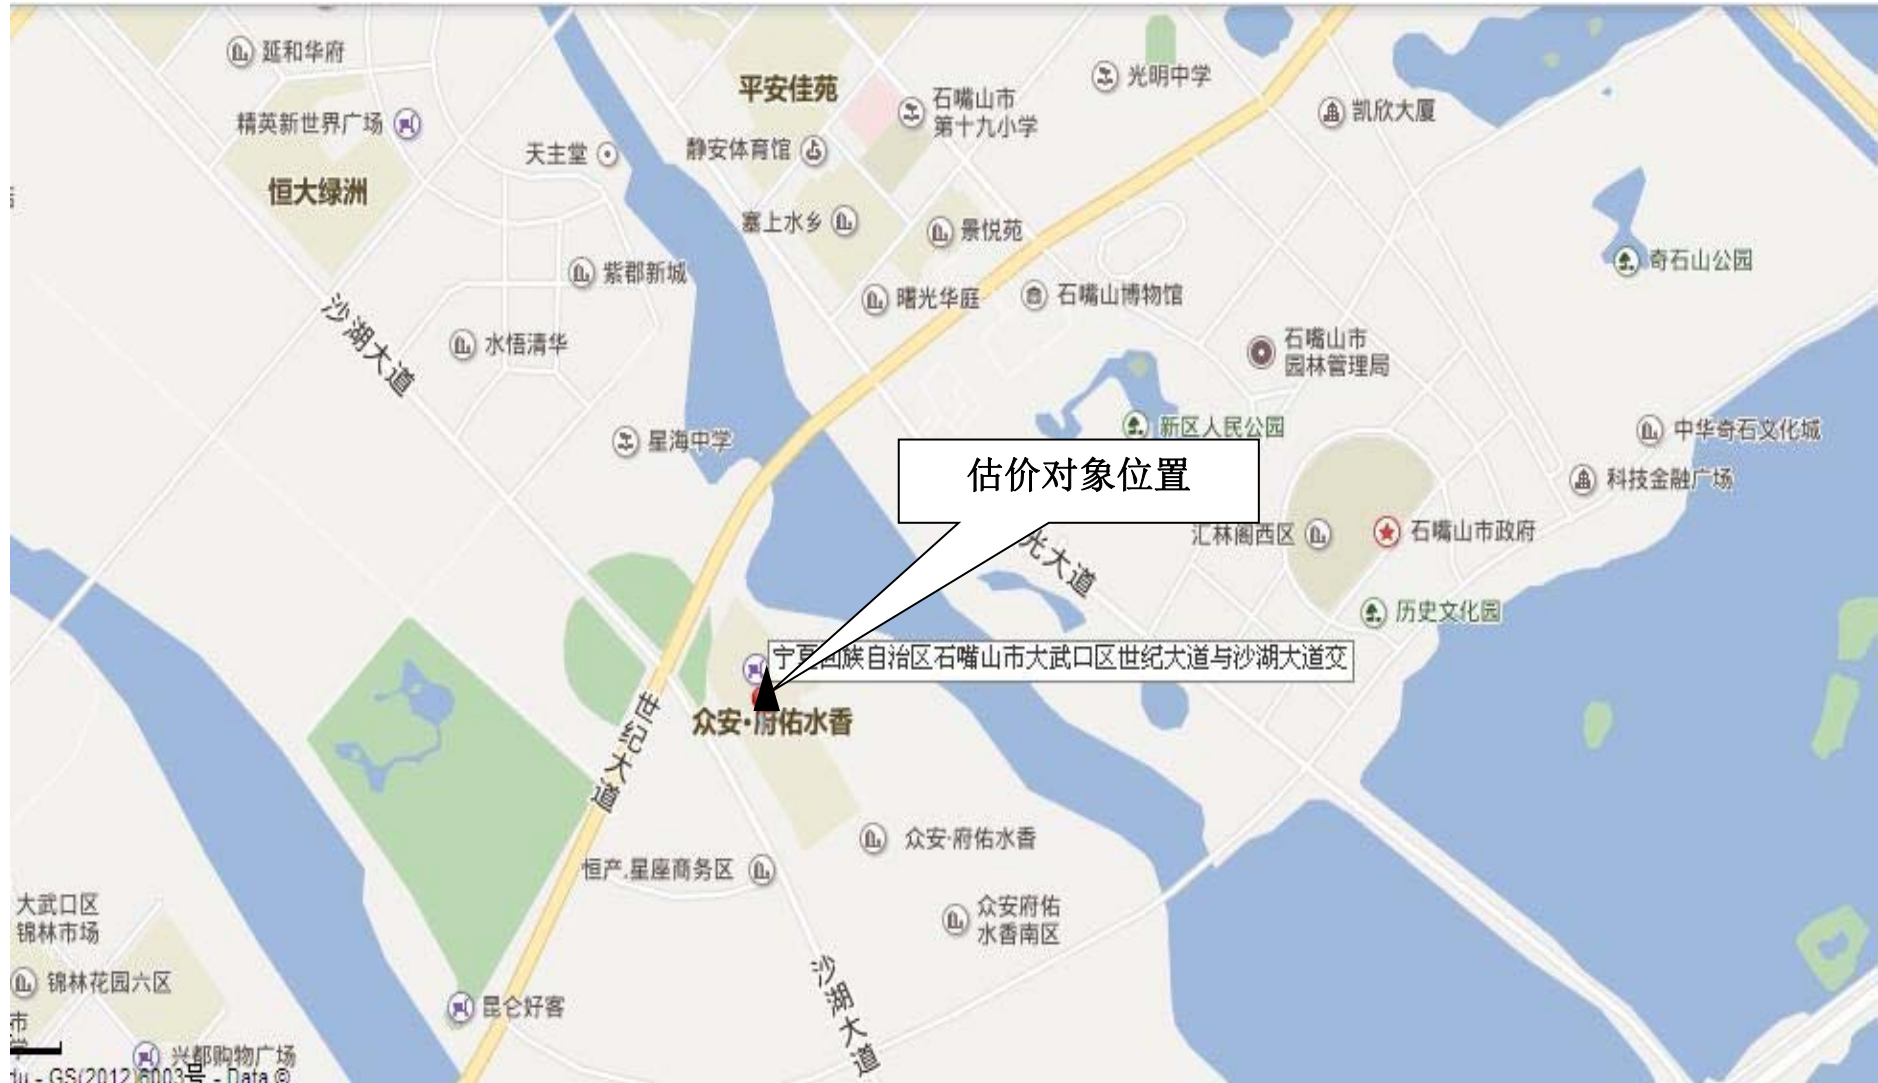 延和华府
平安佳苑
光明中学
石嘴山市
第十九小学
凯欣大厦
精英新世界广场
天主堂
静安体育馆
恒大绿洲
塞上水乡
景悦苑
奇石山公园
紫郡新城
曙光华庭
石嘴山博物馆
沙湖大道
水悟清华
石嘴山市
园林管理局
星海中学
新区人民公园
中华奇石文化城
估价对象位置
科技金融广场
汇林阁西区
石嘴山市政府
光大道
历史文化园
宁夏回族自治区石嘴山市大武口区世纪大道与沙湖大道交
众安·府佑水香
世纪大道
众安·府佑水香
恒产.星座商务区
大武口区
锦林市场
众安府佑
水香南区
锦林花园六区
沙湖大道
昆仑好客
市
兴都购物广场
du - GS(2012)6003号 - Data ©